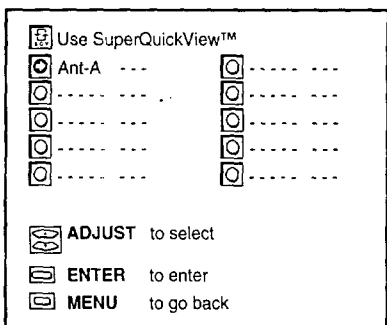 Use SuperQuickView™
Ant-A --- ----- ---
----- --- ----- ---
----- --- ----- ---
----- --- ----- ---
----- --- ----- ---
ADJUST to select
ENTER to enter
MENU to go back